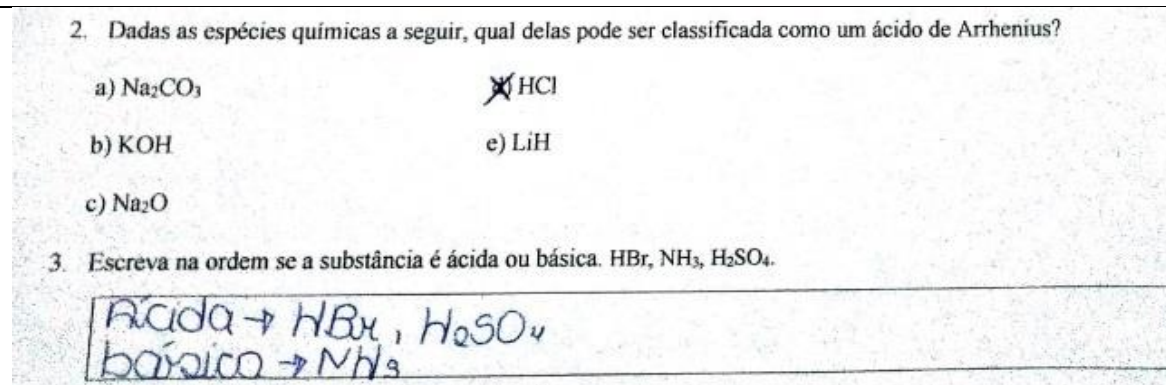 2. Dadas as espécies químicas a seguir, qual delas pode ser classificada como um ácido de Arrhenius?
a) Na₂CO₃
HCl
b) KOH
e) LiH
c) Na₂O
3. Escreva na ordem se a substância é ácida ou básica. HBr, NH₃, H₂SO₄.
Ácida → HBr, H₂SO₄
básico → NH₃